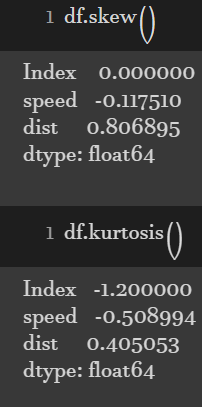 1 df.skew()
Index 0.000000
speed -0.117510
dist 0.806895
dtype: float64
1 df.kurtosis()
Index -1.200000
speed -0.508994
dist 0.405053
dtype: float64